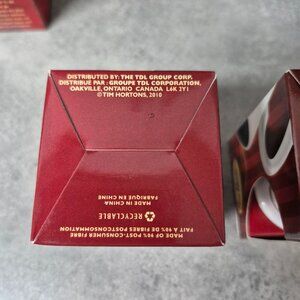 DISTRIBUTED BY: THE TDL GROUP CORP.
DISTRIBUÉ PAR: GROUPE TDL CORPORATION,
OAKVILLE, ONTARIO CANADA L6K 2Y1
© TIM HORTONS, 2010
MADE OF 90% POST-CONSUMER FIBRE
FAIT À 90% DE FIBRES POSTCONSOMMATION
RECYCLABLE
MADE IN CHINA
FABRIQUÉ EN CHINE